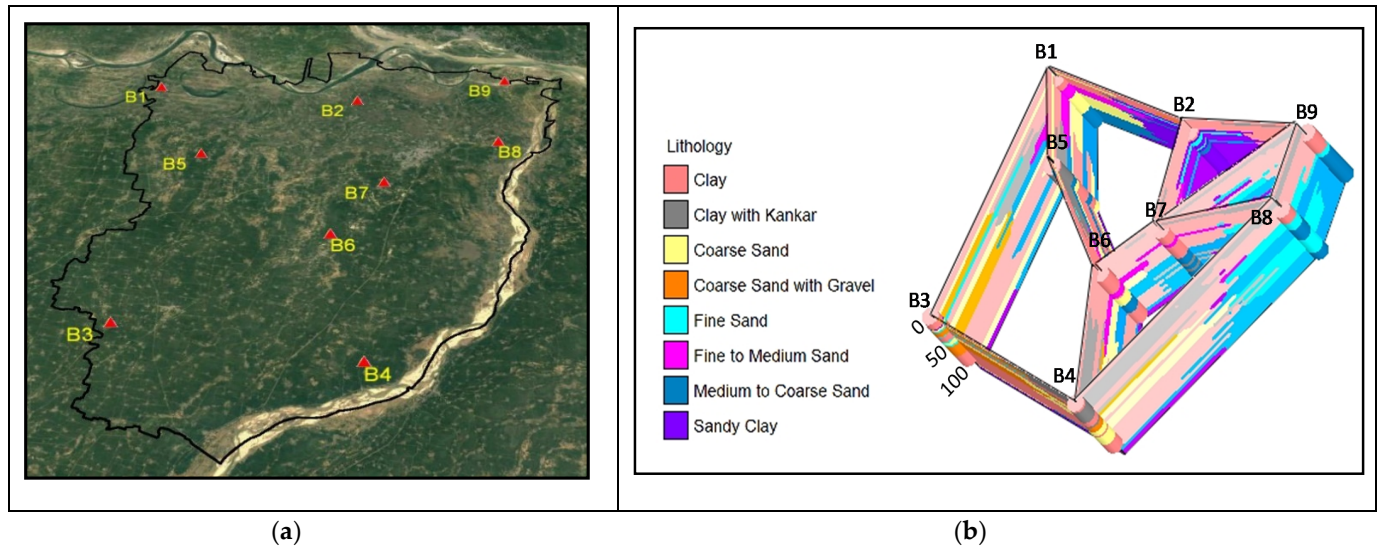 B1
B2
B9
B8
B5
B7
B6
B3
B4
B1
B2
B9
B5
Lithology
Clay
Clay with Kankar
Coarse Sand
Coarse Sand with Gravel
Fine Sand
Fine to Medium Sand
Medium to Coarse Sand
Sandy Clay
B7
B8
B6
B3
0
50
100
B4
(a)
(b)